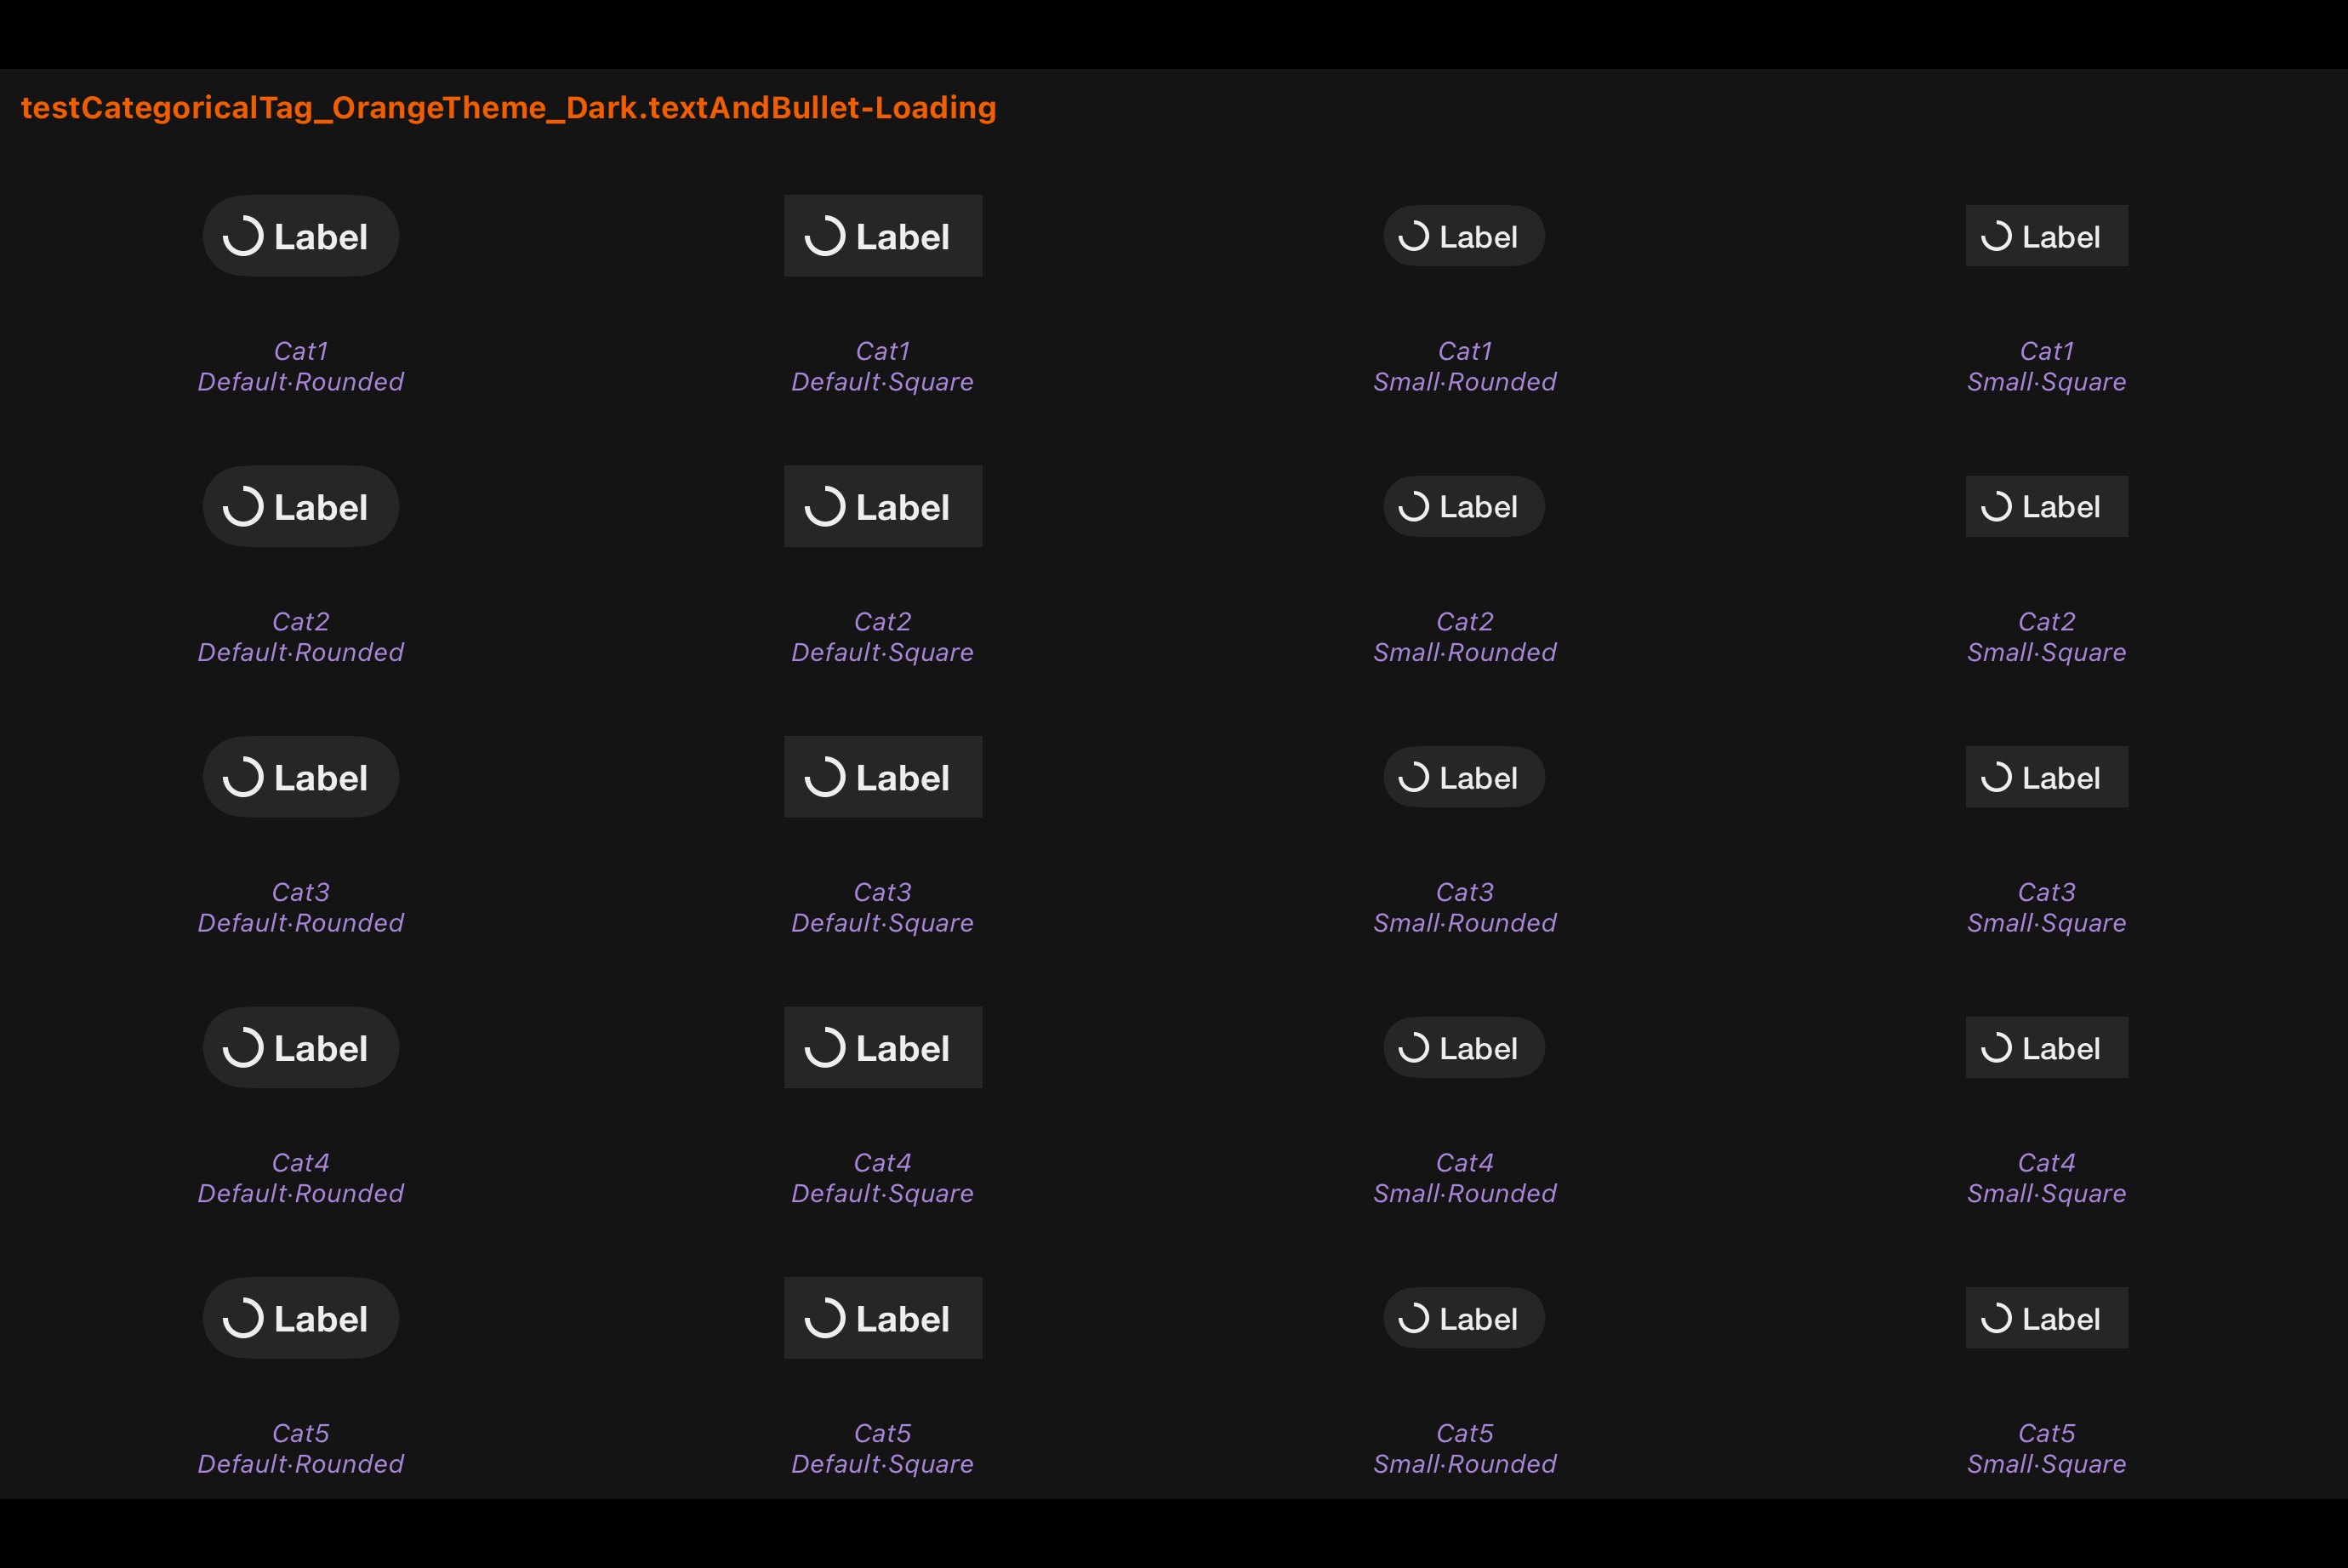 testCategoricalTag_OrangeTheme_Dark.textAndBullet-Loading
Label Label Label Label
Cat1 Cat1 Cat1 Cat1
Default·Rounded Default·Square Small·Rounded Small·Square
Label Label Label Label
Cat2 Cat2 Cat2 Cat2
Default·Rounded Default·Square Small·Rounded Small·Square
Label Label Label Label
Cat3 Cat3 Cat3 Cat3
Default·Rounded Default·Square Small·Rounded Small·Square
Label Label Label Label
Cat4 Cat4 Cat4 Cat4
Default·Rounded Default·Square Small·Rounded Small·Square
Label Label Label Label
Cat5 Cat5 Cat5 Cat5
Default·Rounded Default·Square Small·Rounded Small·Square